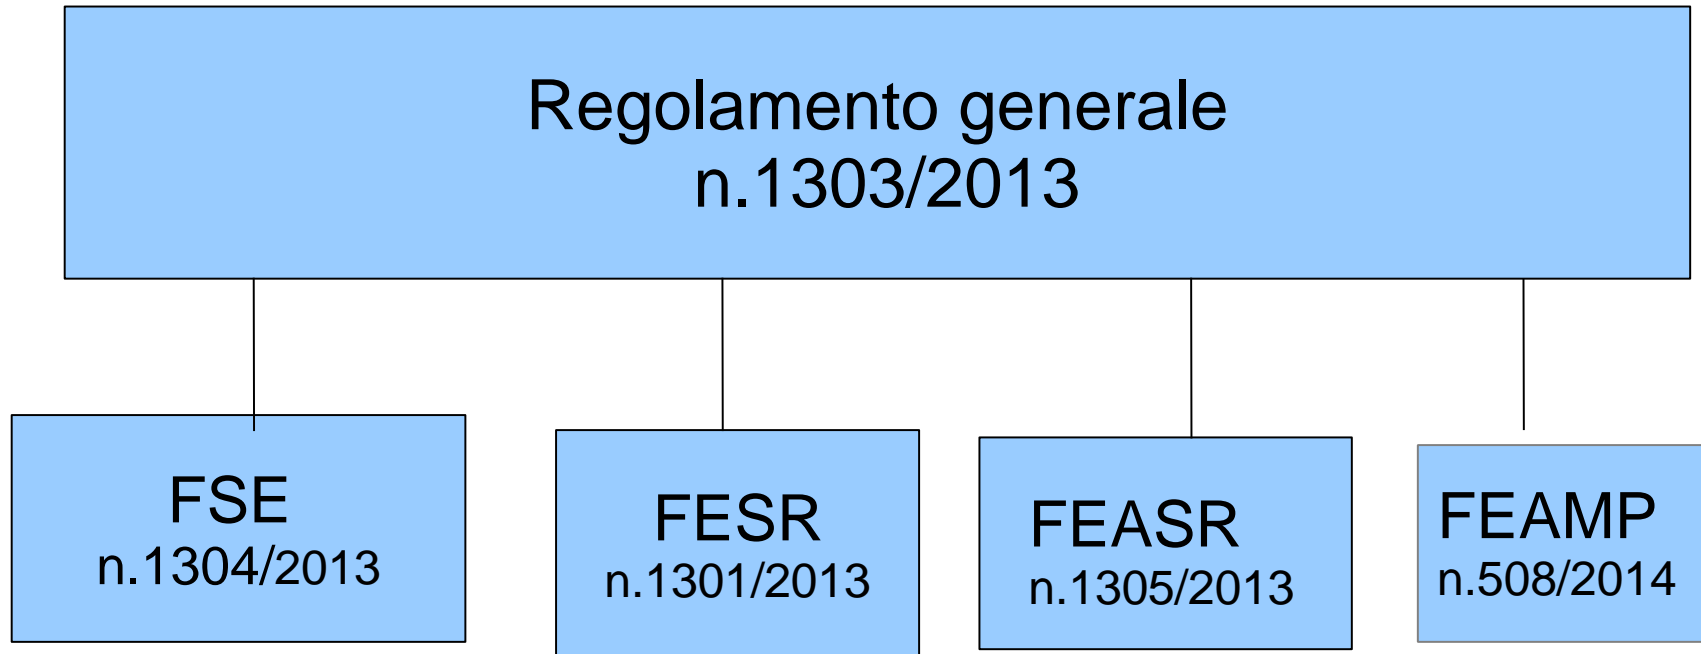 Regolamento generale
n.1303/2013
FSE
n.1304/2013
FESR
n.1301/2013
FEASR
n.1305/2013
FEAMP
n.508/2014